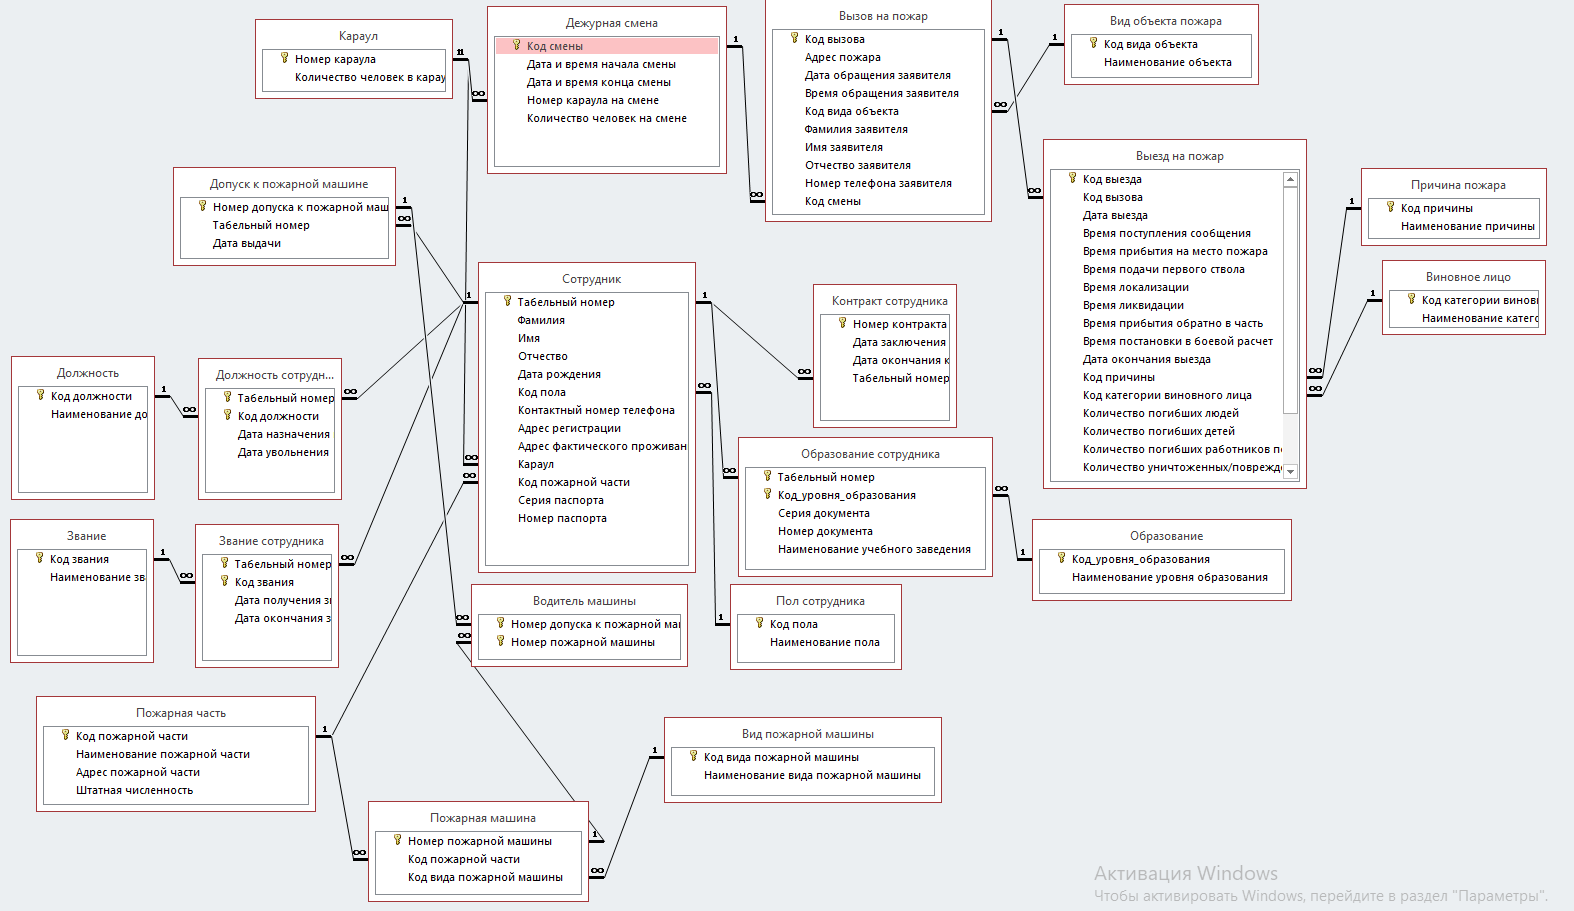 Караул
Номер караула
Количество человек в карау
Дежурная смена
Код смены
Дата и время начала смены
Дата и время конца смены
Номер караула на смене
Количество человек на смене
Вызов на пожар
Код вызова
Адрес пожара
Дата обращения заявителя
Время обращения заявителя
Код вида объекта
Фамилия заявителя
Имя заявителя
Отчество заявителя
Номер телефона заявителя
Код смены
Вид объекта пожара
Код вида объекта
Наименование объекта
Выезд на пожар
Код выезда
Код вызова
Дата выезда
Время поступления сообщения
Время прибытия на место пожара
Время подачи первого ствола
Время локализации
Время ликвидации
Время прибытия обратно в часть
Время постановки в боевой расчет
Дата окончания выезда
Код причины
Код категории виновного лица
Количество погибших людей
Количество погибших детей
Количество погибших работников п
Количество уничтоженных/поврежд
Причина пожара
Код причины
Наименование причины
Виновное лицо
Код категории винов
Наименование катего
Допуск к пожарной машине
Номер допуска к пожарной маш
Табельный номер
Дата выдачи
Сотрудник
Табельный номер
Фамилия
Имя
Отчество
Дата рождения
Код пола
Контактный номер телефона
Адрес регистрации
Адрес фактического проживан
Караул
Код пожарной части
Серия паспорта
Номер паспорта
Контракт сотрудника
Номер контракта
Дата заключения
Дата окончания к
Табельный номер
Должность
Код должности
Наименование до
Должность сотрудн...
Табельный номер
Код должности
Дата назначения
Дата увольнения
Образование сотрудника
Табельный номер
Код_уровня_образования
Серия документа
Номер документа
Наименование учебного заведения
Образование
Код_уровня_образования
Наименование уровня образования
Звание
Код звания
Наименование зв
Звание сотрудника
Табельный номер
Код звания
Дата получения з
Дата окончания з
Водитель машины
Номер допуска к пожарной ма
Номер пожарной машины
Пол сотрудника
Код пола
Наименование пола
Пожарная часть
Код пожарной части
Наименование пожарной части
Адрес пожарной части
Штатная численность
Вид пожарной машины
Код вида пожарной машины
Наименование вида пожарной машины
Пожарная машина
Номер пожарной машины
Код пожарной части
Код вида пожарной машины
Активация Windows
Чтобы активировать Windows, перейдите в раздел "Параметры".